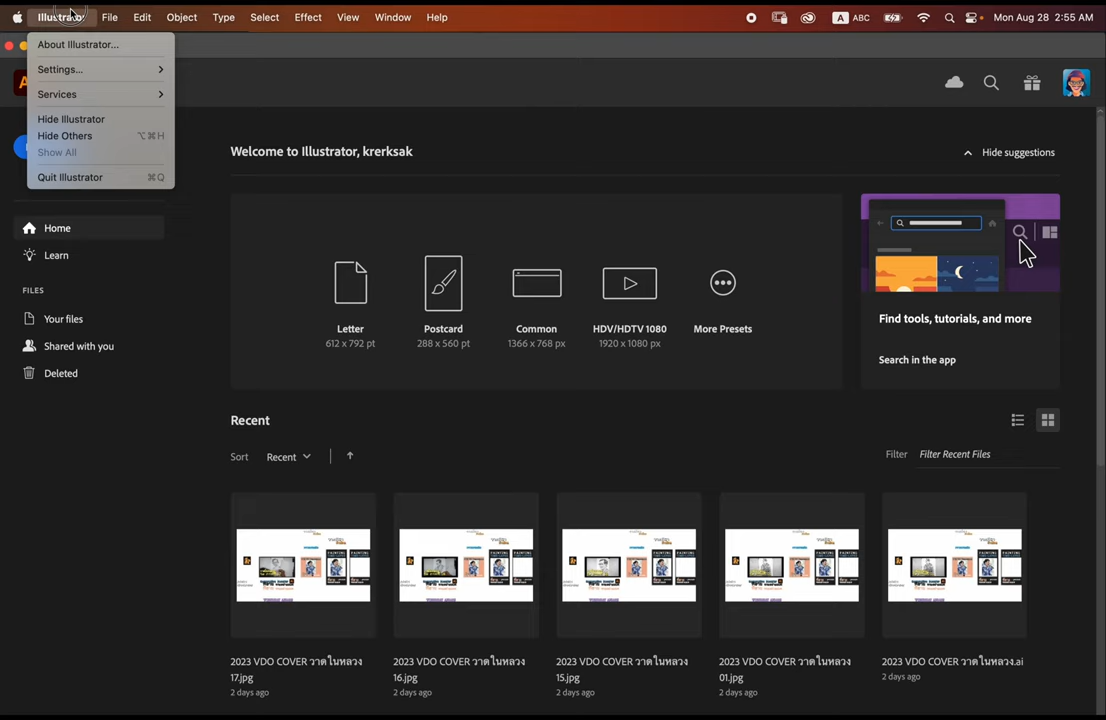 Illustrator File Edit Object Type Select Effect View Window Help
A ABC Mon Aug 28 2:55 AM
About Illustrator...
Settings...
Services
Hide Illustrator
Hide Others ⌥⌘H
Show All
Quit Illustrator ⌘Q
Home
Learn
FILES
Your files
Shared with you
Deleted
Welcome to Illustrator, krerksak
Hide suggestions
Letter
612 x 792 pt
Postcard
288 x 560 pt
Common
1366 x 768 px
HDV/HDTV 1080
1920 x 1080 px
More Presets
Find tools, tutorials, and more
Search in the app
Recent
Sort Recent
Filter Filter Recent Files
2023 VDO COVER วาดในหลวง
17.jpg
2 days ago
2023 VDO COVER วาดในหลวง
16.jpg
2 days ago
2023 VDO COVER วาดในหลวง
15.jpg
2 days ago
2023 VDO COVER วาดในหลวง
01.jpg
2 days ago
2023 VDO COVER วาดในหลวง.ai
2 days ago